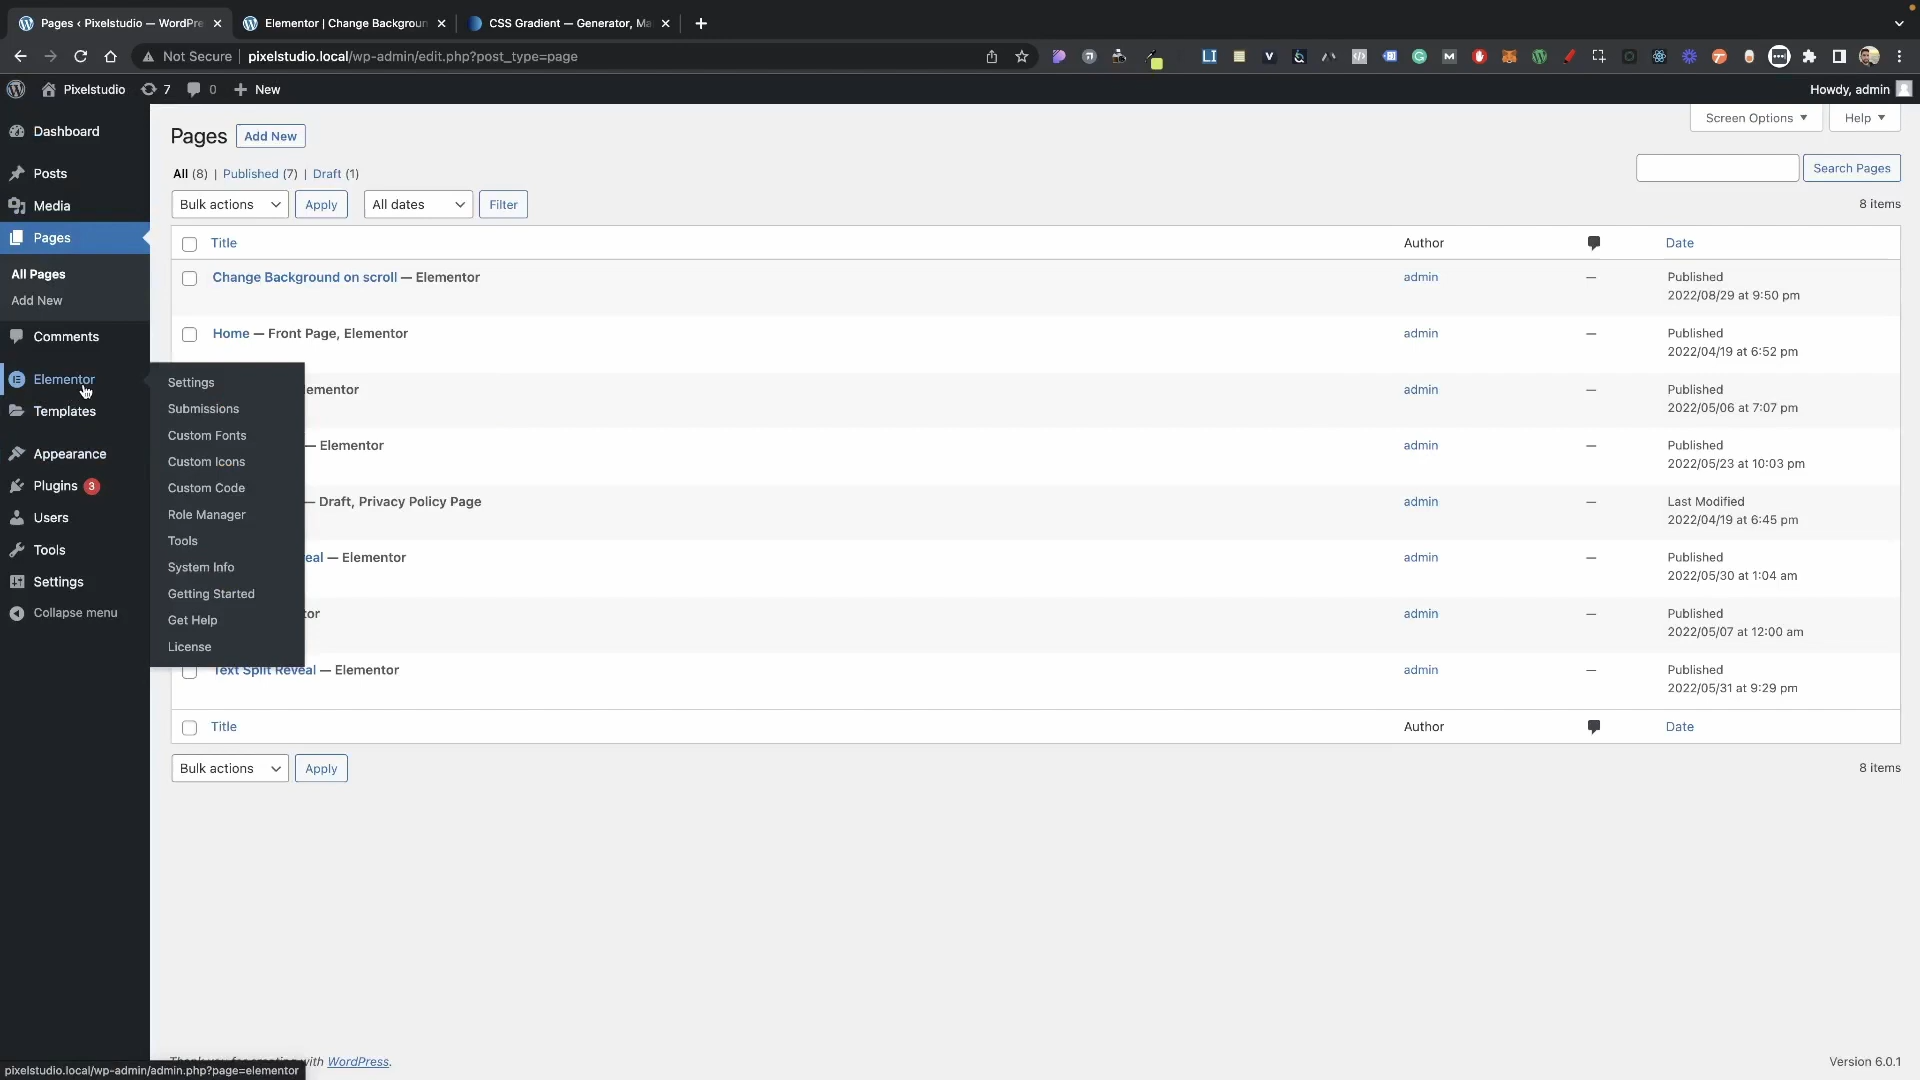 Pages ‹ Pixelstudio — WordPre
Elementor | Change Backgroun
CSS Gradient — Generator, Ma
Not Secure
pixelstudio.local/wp-admin/edit.php?post_type=page
Pixelstudio
7
0
New
Howdy, admin
Dashboard
Posts
Media
Pages
All Pages
Add New
Comments
Elementor
Templates
Appearance
Plugins 3
Users
Tools
Settings
Collapse menu
Settings
Submissions
Custom Fonts
Custom Icons
Custom Code
Role Manager
Tools
System Info
Getting Started
Get Help
License
Pages
Add New
Screen Options
Help
All (8) | Published (7) | Draft (1)
Search Pages
Bulk actions
Apply
All dates
Filter
8 items
Title
Author
Date
Change Background on scroll — Elementor
admin
—
Published
2022/08/29 at 9:50 pm
Home — Front Page, Elementor
admin
—
Published
2022/04/19 at 6:52 pm
lementor
admin
—
Published
2022/05/06 at 7:07 pm
— Elementor
admin
—
Published
2022/05/23 at 10:03 pm
— Draft, Privacy Policy Page
admin
—
Last Modified
2022/04/19 at 6:45 pm
eal — Elementor
admin
—
Published
2022/05/30 at 1:04 am
tor
admin
—
Published
2022/05/07 at 12:00 am
Text Split Reveal — Elementor
admin
—
Published
2022/05/31 at 9:29 pm
Title
Author
Date
Bulk actions
Apply
8 items
Thank you for creating with WordPress.
Version 6.0.1
pixelstudio.local/wp-admin/admin.php?page=elementor